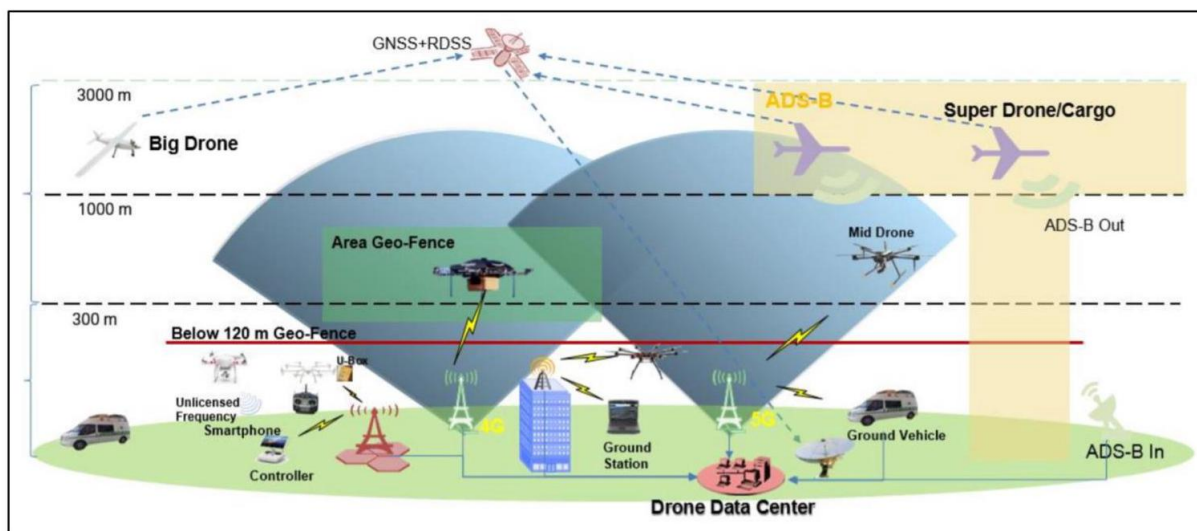 GNSS+RDSS
3000 m
ADS-B
Super Drone/Cargo
Big Drone
1000 m
ADS-B Out
Mid Drone
Area Geo-Fence
300 m
Below 120 m Geo-Fence
U-Box
Unlicensed
Frequency
Smartphone
4G
5G
Ground Vehicle
Ground
Station
Controller
ADS-B In
Drone Data Center